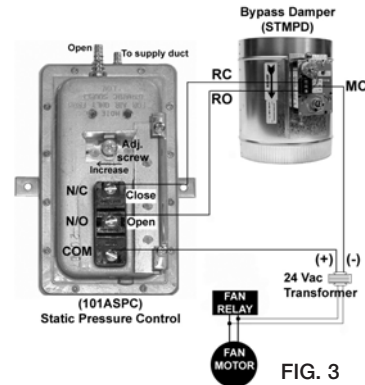 Bypass Damper
(STMPD)
Open
To supply duct
RC
RO
MC
Adj.
screw
Increase
N/C
Close
N/O
Open
COM
(+)
(-)
24 Vac
Transformer
(101ASPC)
Static Pressure Control
FAN
RELAY
FAN
MOTOR
FIG. 3